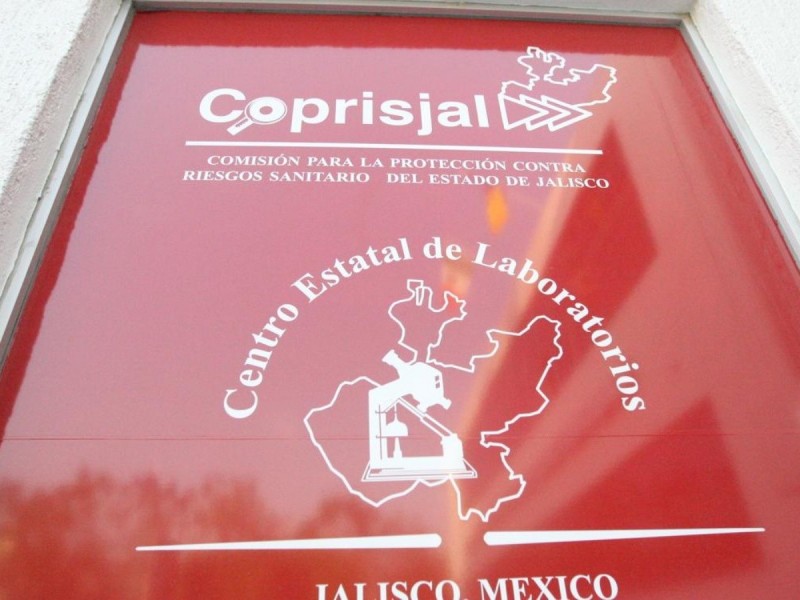 Coprisjal
COMISIÓN PARA LA PROTECCIÓN CONTRA
RIESGOS SANITARIO DEL ESTADO DE JALISCO
Centro Estatal de Laboratorios
JALISCO, MEXICO